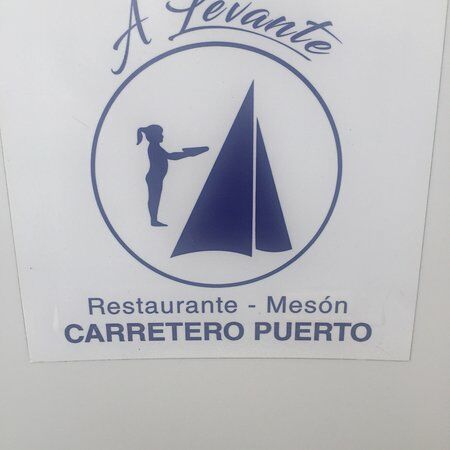 A Levante
Restaurante - Mesón
CARRETERO PUERTO